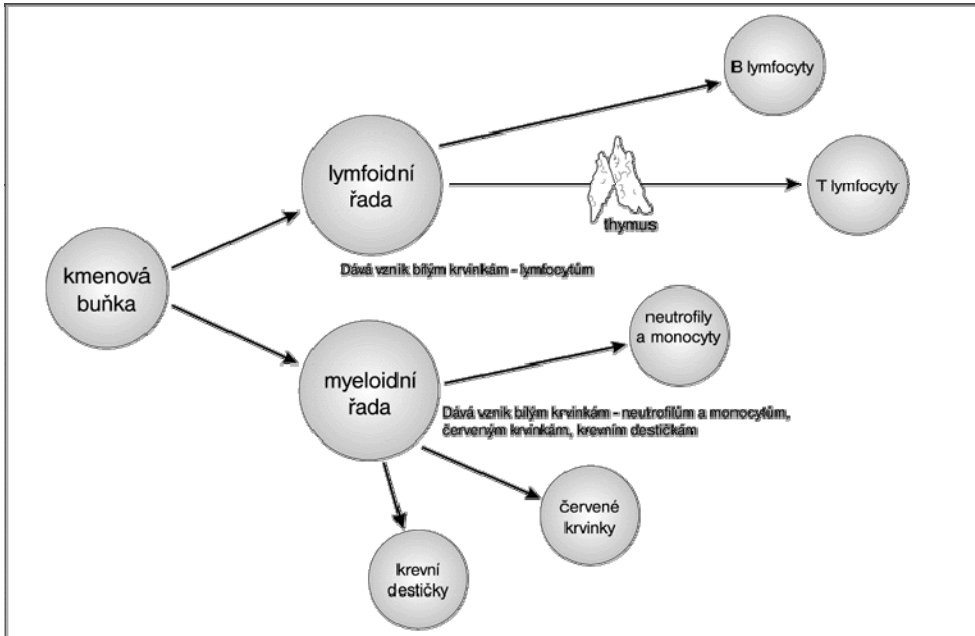 B lymfocyty
lymfoidní
řada
T lymfocyty
thymus
Dává vznik bílým krvinkám - lymfocytům
kmenová
buňka
neutrofily
a monocyty
myeloidní
řada
Dává vznik bílým krvinkám - neutrofilům a monocytům,
červeným krvinkám, krevním destičkám
červené
krvinky
krevní
destičky